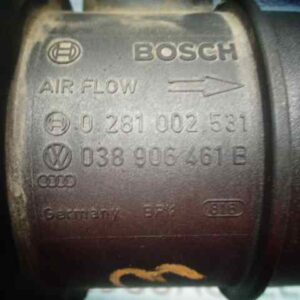 BOSCH
AIR FLOW
0 281 002 531
038 906 461 B
Germany